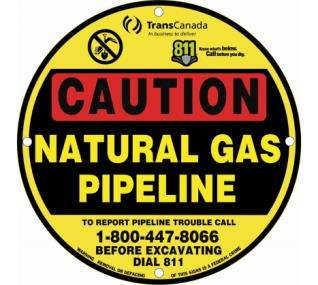 TransCanada
In business to deliver
811
Know what's below.
Call before you dig.
CAUTION
NATURAL GAS
PIPELINE
TO REPORT PIPELINE TROUBLE CALL
1-800-447-8066
BEFORE EXCAVATING
DIAL 811
WARNING REMOVAL OR DEFACING OF THIS SIGNS IS A FEDERAL CRIME